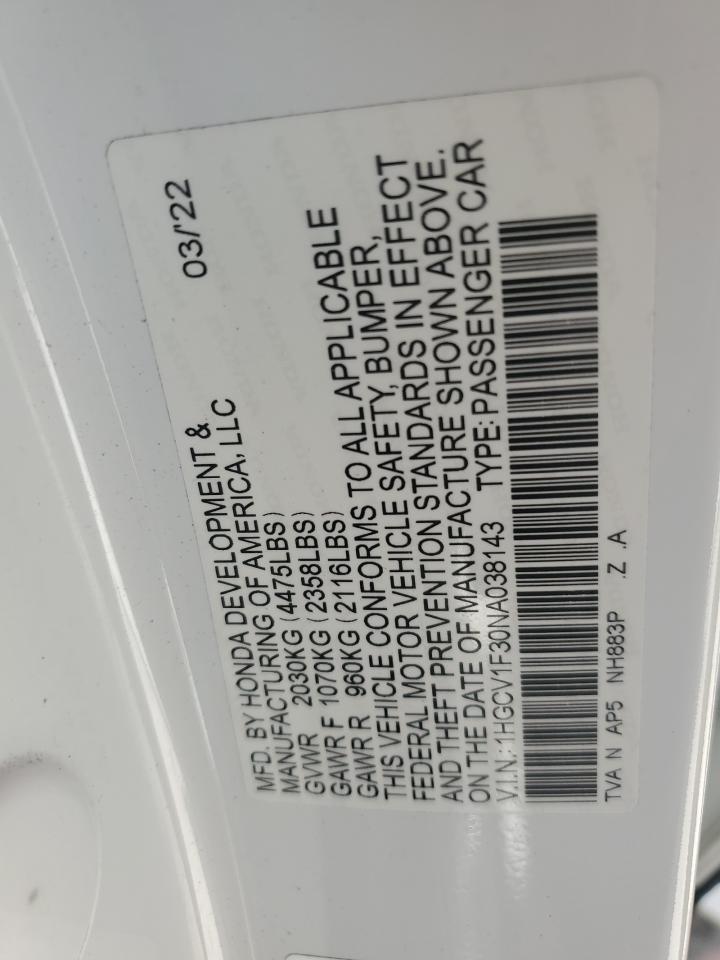 MFD. BY HONDA DEVELOPMENT & 03/'22
MANUFACTURING OF AMERICA, LLC
GVWR 2030KG (4475LBS)
GAWR F 1070KG (2358LBS)
GAWR R 960KG (2116LBS)
THIS VEHICLE CONFORMS TO ALL APPLICABLE
FEDERAL MOTOR VEHICLE SAFETY, BUMPER,
AND THEFT PREVENTION STANDARDS IN EFFECT
ON THE DATE OF MANUFACTURE SHOWN ABOVE.
V.I.N.: 1HGCV1F30NA038143 TYPE: PASSENGER CAR
TVA N AP5 NH883P .Z .A